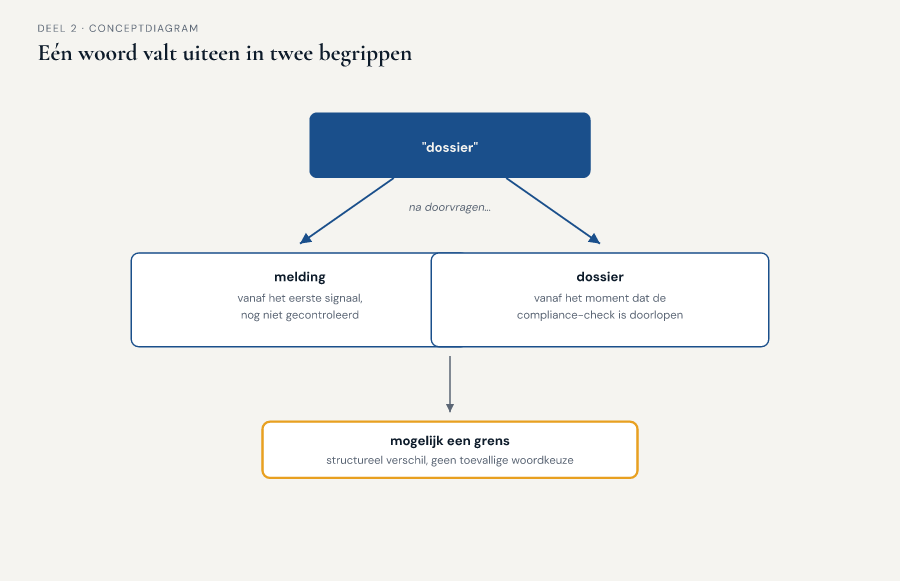 DEEL 2 · CONCEPTDIAGRAM
Eén woord valt uiteen in twee begrippen
"dossier"
na doorvragen…
melding
vanaf het eerste signaal,
nog niet gecontroleerd
dossier
vanaf het moment dat de
compliance-check is doorlopen
mogelijk een grens
structureel verschil, geen toevallige woordkeuze